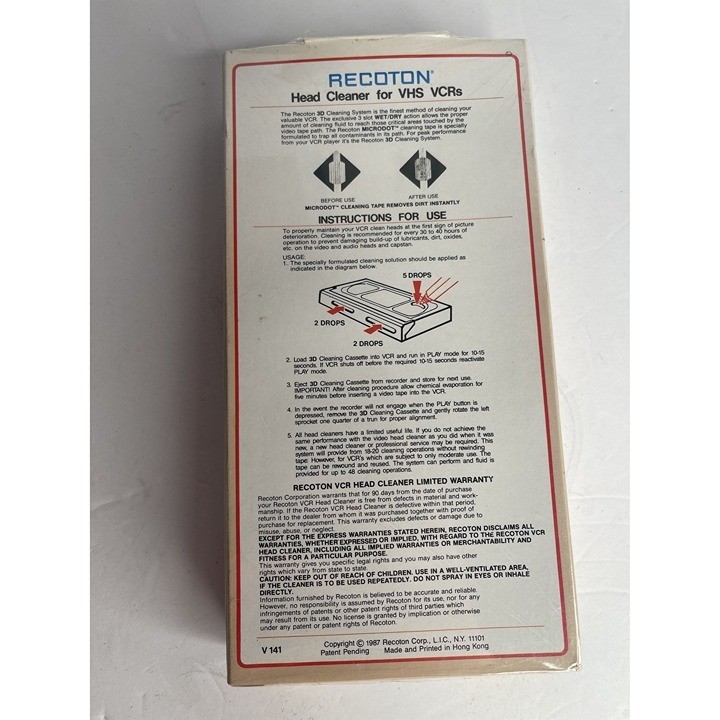 RECOTON®
Head Cleaner for VHS VCRs
The Recoton 3D Cleaning System is the finest method of cleaning your
valuable VCR. The exclusive 3 slot WET/DRY action allows the proper
amount of cleaning fluid to reach those critical areas touched by the
video tape path. The Recoton MICRODOT™ cleaning tape is specially
formulated to trap all contaminants in its path. For peak performance
from your VCR player it's the Recoton 3D Cleaning System.
BEFORE USE
AFTER USE
MICRODOT™ CLEANING TAPE REMOVES DIRT INSTANTLY
INSTRUCTIONS FOR USE
To properly maintain your VCR clean heads at the first sign of picture
deterioration. Cleaning is recommended for every 30 to 40 hours of
operation to prevent damaging build-up of lubricants, dirt, oxides,
etc. on the video and audio heads and capstan.
USAGE:
1. The specially formulated cleaning solution should be applied as
indicated in the diagram below.
5 DROPS
2 DROPS
2 DROPS
2. Load 3D Cleaning Cassette into VCR and run in PLAY mode for 10-15
seconds. If VCR shuts off before the required 10-15 seconds reactivate
PLAY mode.
3. Eject 3D Cleaning Cassette from recorder and store for next use.
IMPORTANT! After cleaning procedure allow chemical evaporation for
five minutes before inserting a video tape into the VCR.
4. In the event the recorder will not engage when the PLAY button is
depressed, remove the 3D Cleaning Cassette and gently rotate the left
sprocket one quarter of a trun for proper alignment.
5. All head cleaners have a limited useful life. If you do not achieve the
same performance with the video head cleaner as you did when it was
new, a new head cleaner or professional service may be required. This
system will provide from 18-20 cleaning operations without rewinding
tape. However, for VCR's which are subject to only moderate use. The
tape can be rewound and reused. The system can perform and fluid is
provided for up to 48 cleaning operations.
RECOTON VCR HEAD CLEANER LIMITED WARRANTY
Recoton Corporation warrants that for 90 days from the date of purchase
your Recoton VCR Head Cleaner is free from defects in material and work-
manship. If the Recoton VCR Head Cleaner is defective within that period,
return it to the dealer from whom it was purchased together with proof of
purchase for replacement. This warranty excludes defects or damage due to
misuse, abuse, or neglect.
EXCEPT FOR THE EXPRESS WARRANTIES STATED HEREIN, RECOTON DISCLAIMS ALL
WARRANTIES, WHETHER EXPRESSED OR IMPLIED, WITH REGARD TO THE RECOTON VCR
HEAD CLEANER, INCLUDING ALL IMPLIED WARRANTIES OR MERCHANTABILITY AND
FITNESS FOR A PARTICULAR PURPOSE.
This warranty gives you specific legal rights and you may also have other
rights which vary from state to state.
CAUTION: KEEP OUT OF REACH OF CHILDREN. USE IN A WELL-VENTILATED AREA,
IF THE CLEANER IS TO BE USED REPEATEDLY. DO NOT SPRAY IN EYES OR INHALE
DIRECTLY.
Information furnished by Recoton is believed to be accurate and reliable.
However, no responsibility is assumed by Recoton for its use, nor for any
infringements of patents or other patent rights of third parties which
may result from its use. No license is granted by implication or otherwise
under any patent or patent rights of Recoton.
V 141
Copyright © 1987 Recoton Corp., L.I.C., N.Y. 11101
Patent Pending Made and Printed in Hong Kong